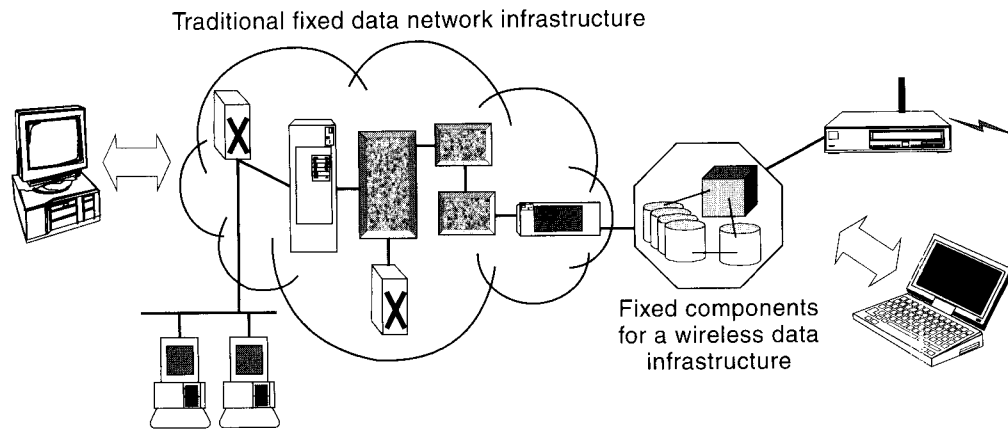 Traditional fixed data network infrastructure
X
X
Fixed components
for a wireless data
infrastructure